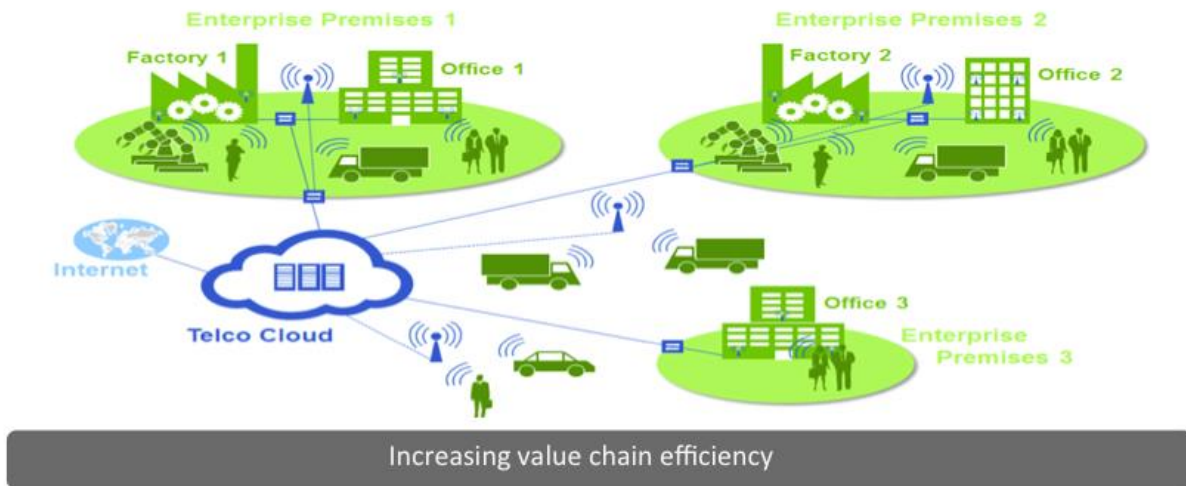 Enterprise Premises 1
Enterprise Premises 2
Factory 1
Office 1
Factory 2
Office 2
Internet
Telco Cloud
Office 3
Enterprise
Premises 3
Increasing value chain efficiency